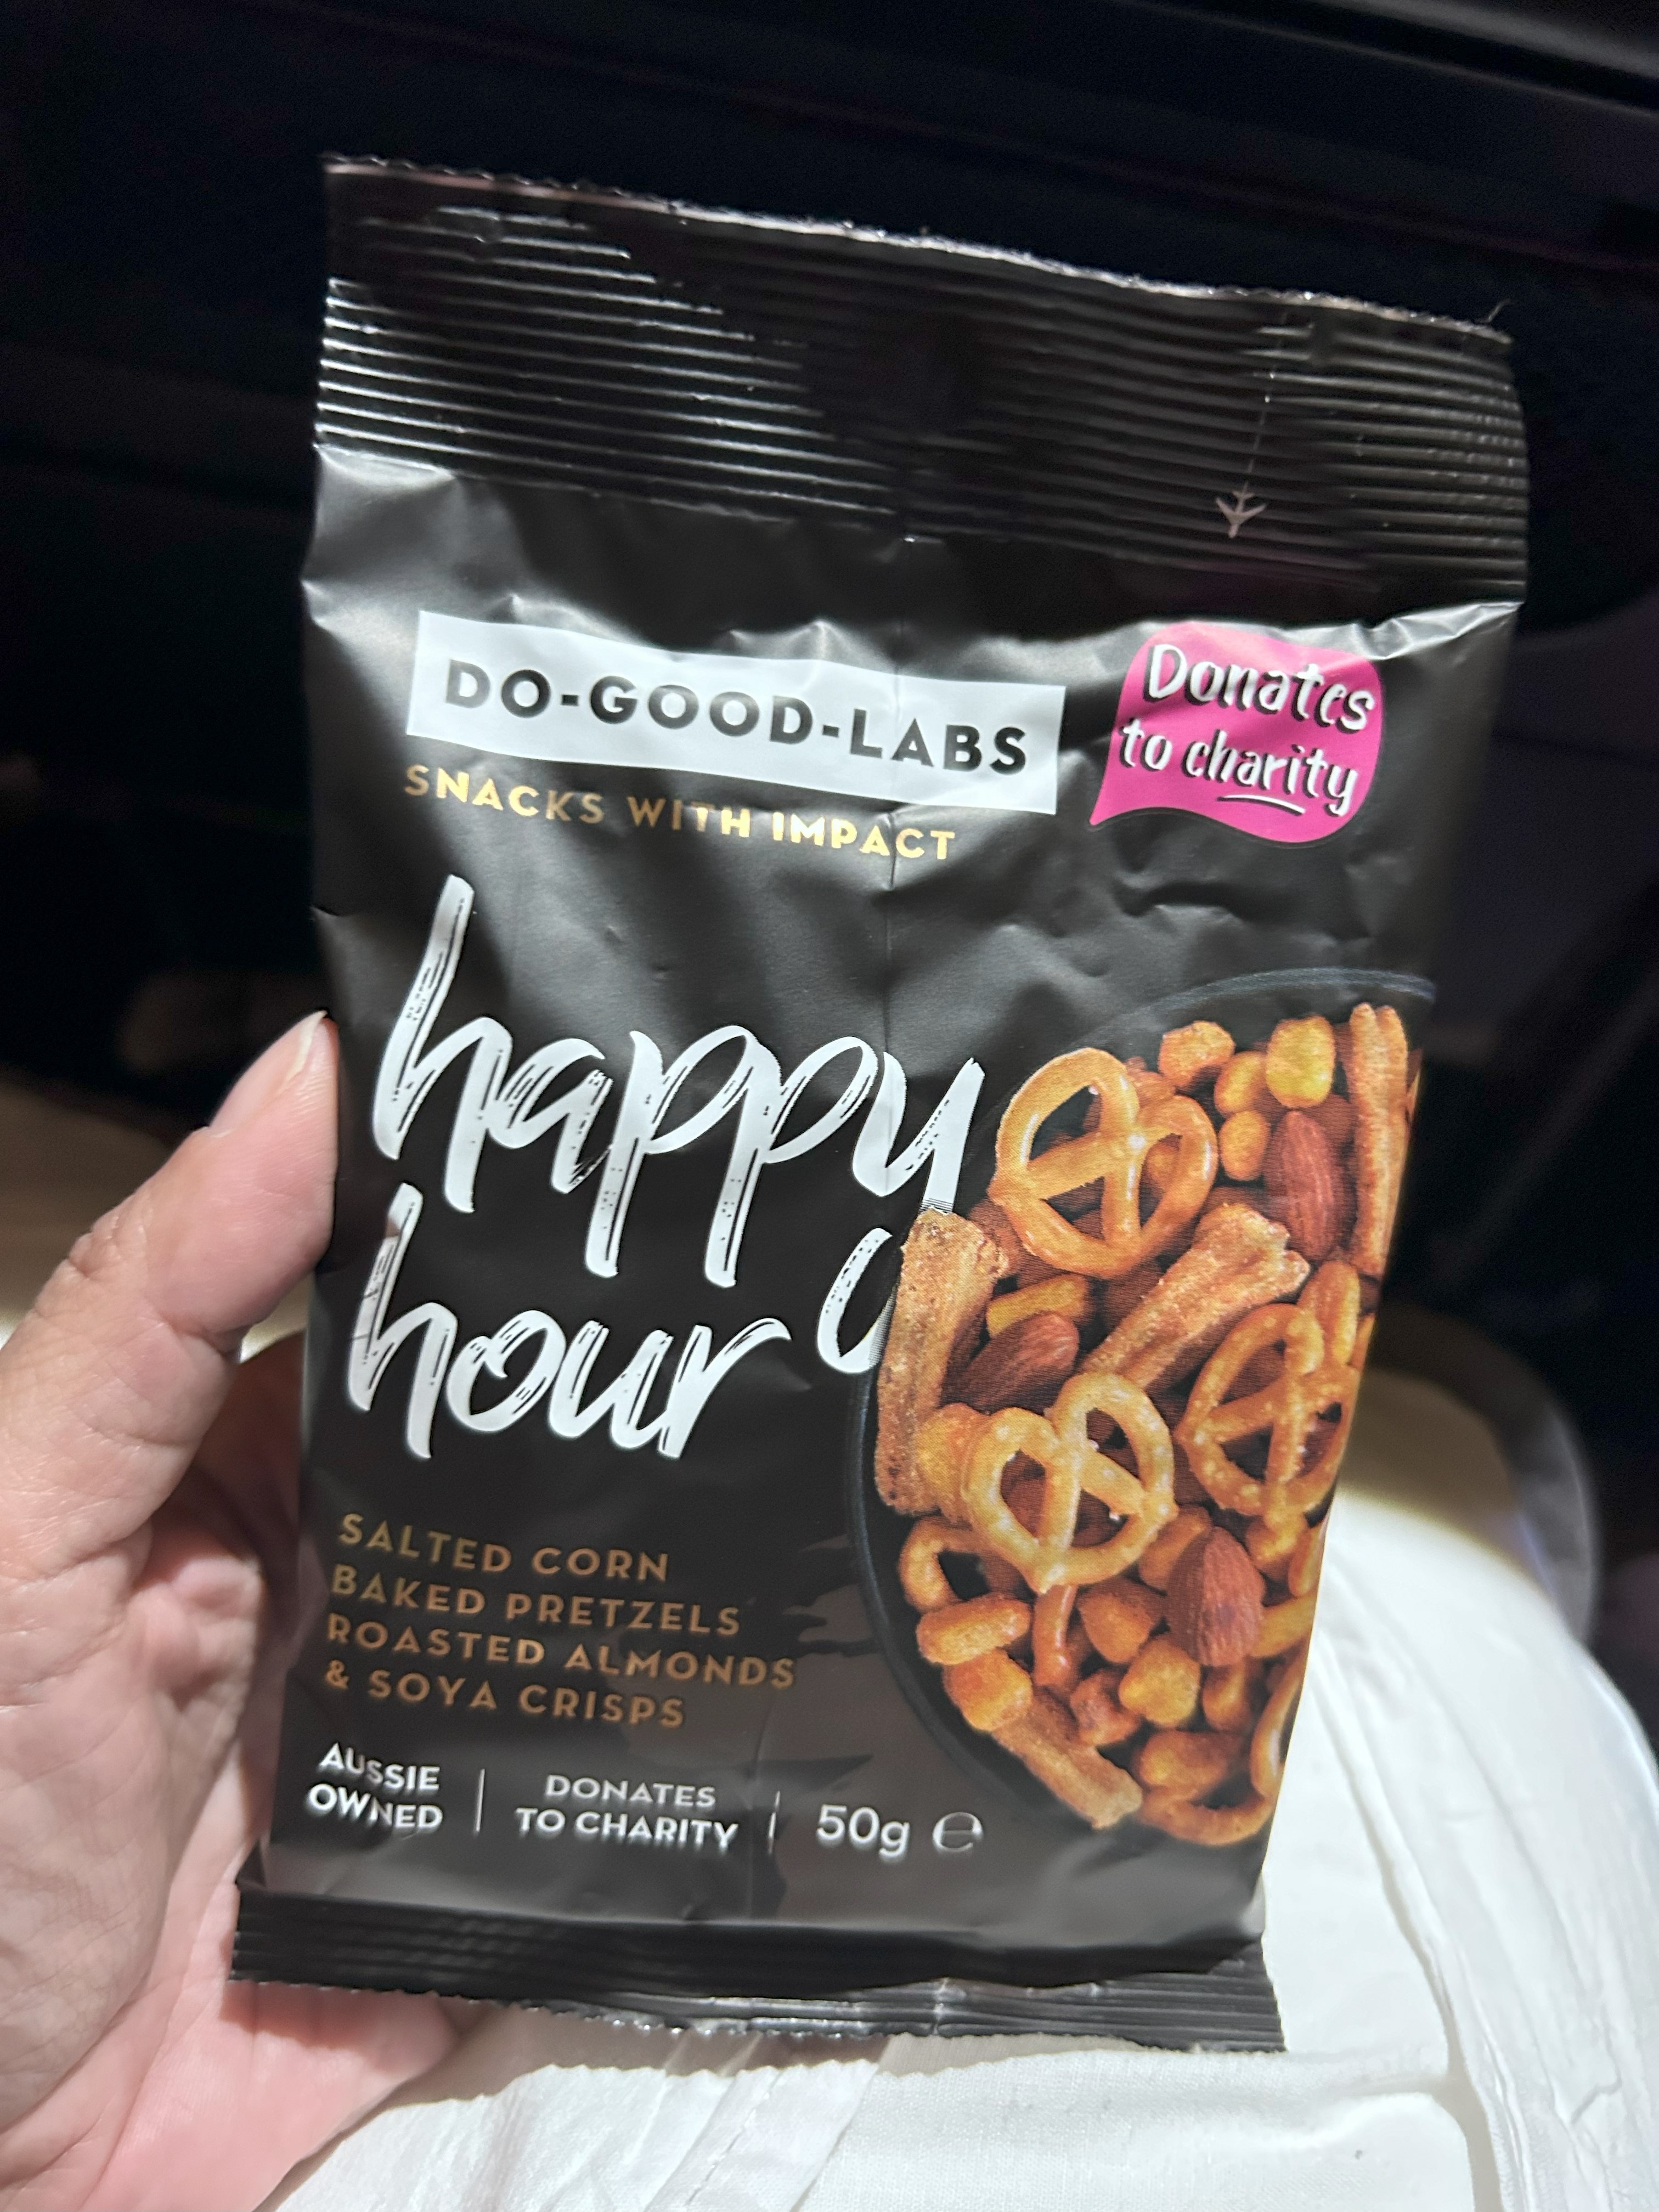 DO-GOOD-LABS
SNACKS WITH IMPACT
Donates
to charity
happy
hour
SALTED CORN
BAKED PRETZELS
ROASTED ALMONDS
& SOYA CRISPS
AUSSIE
OWNED
DONATES
TO CHARITY
50g ℮